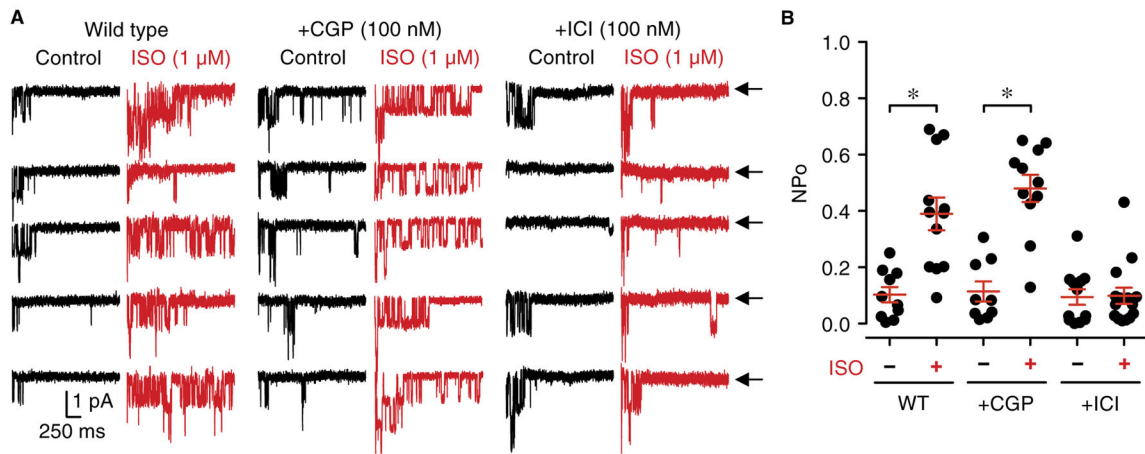 A
Wild type
+CGP (100 nM)
+ICI (100 nM)
Control
ISO (1 µM)
Control
ISO (1 µM)
Control
ISO (1 µM)
1 pA
250 ms
B
*
*
NPo
1.0
0.8
0.6
0.4
0.2
0.0
ISO
−
+
−
+
−
+
WT
+CGP
+ICI